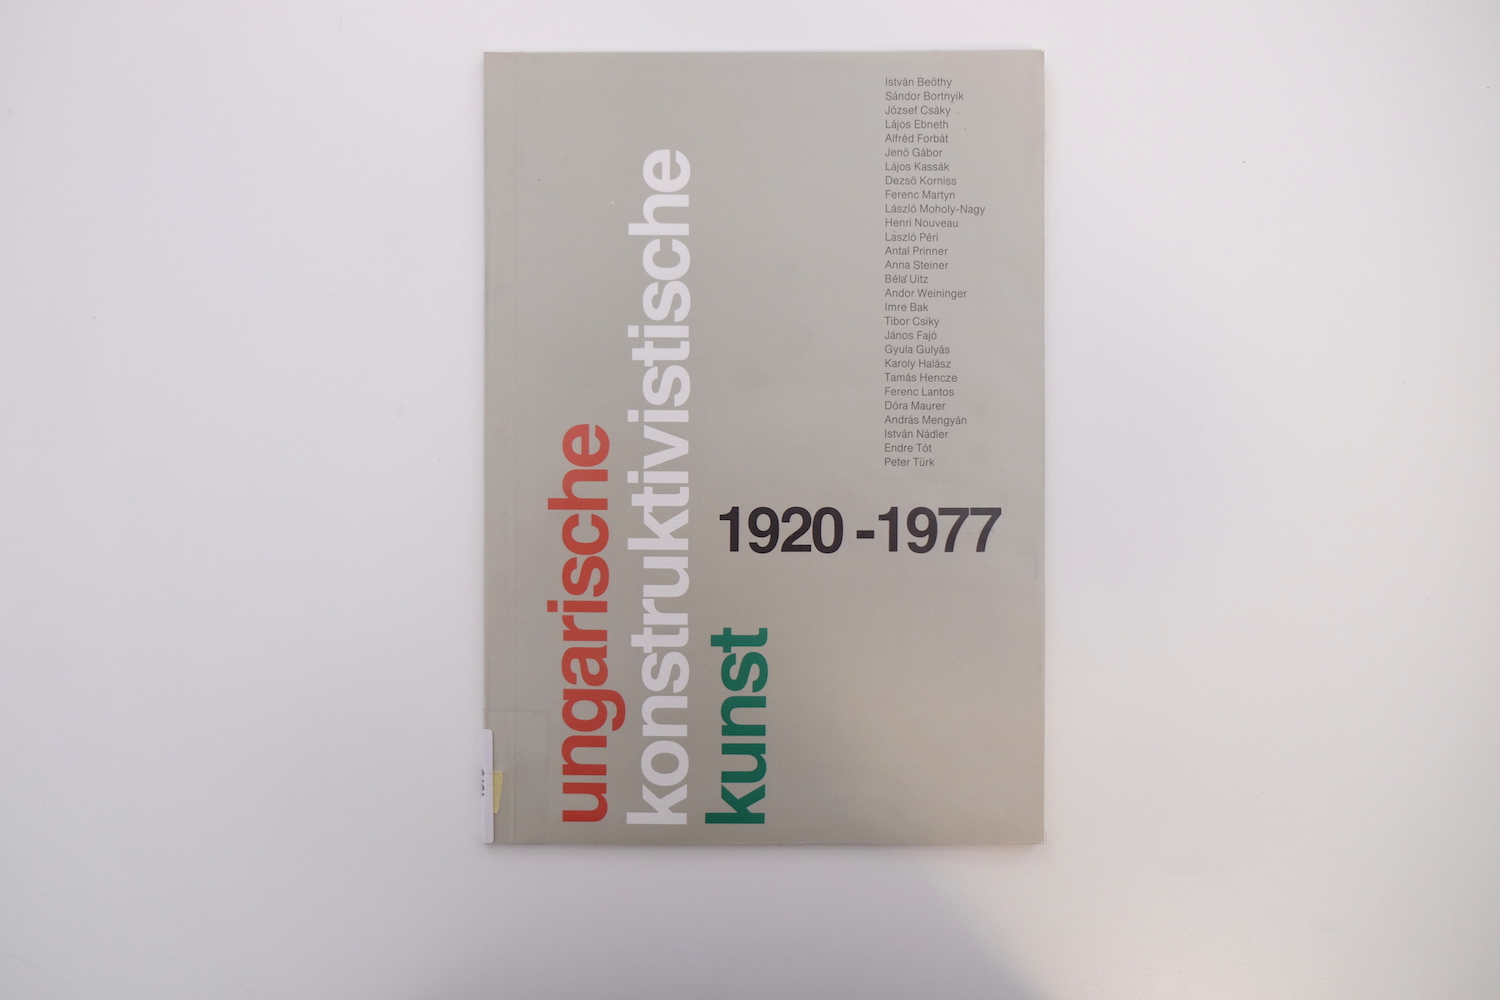 István Beöthy
Sándor Bortnyik
József Csáky
Lájos Ebneth
Alfréd Forbát
Jenö Gábor
Lájos Kassák
Dezsö Korniss
Ferenc Martyn
László Moholy-Nagy
Henri Nouveau
László Péri
Antal Prinner
Anna Steiner
Béla Uitz
Andor Weininger
Imre Bak
Tibor Csiky
János Fajó
Gyula Gulyás
Karoly Halász
Tamás Hencze
Ferenc Lantos
Dóra Maurer
András Mengyán
István Nádler
Endre Tót
Peter Türk
ungarische
konstruktivistische
kunst
1920-1977